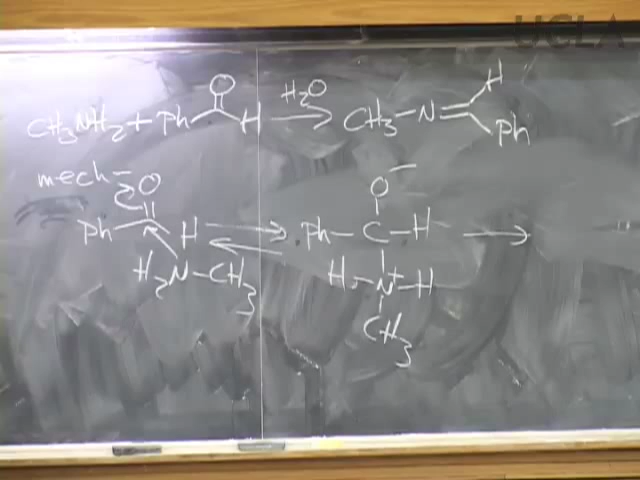 UCLA
CH3NH2 + Ph O H H2O → CH3-N= H Ph
mech-
O Ph H ⇌ Ph-C-H O− →
H2N-CH3 H-N+-H
CH3